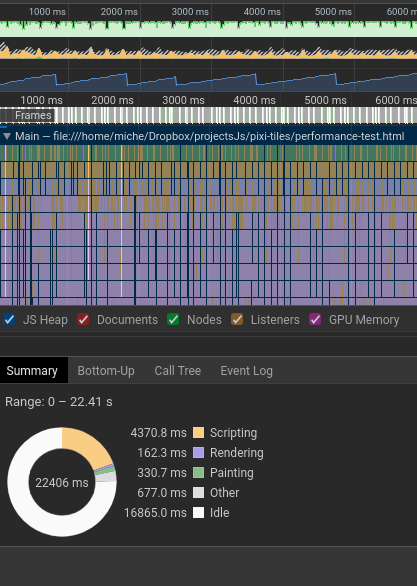 1000 ms 2000 ms 3000 ms 4000 ms 5000 ms 6000 m
1000 ms 2000 ms 3000 ms 4000 ms 5000 ms 6000 ms
Frames
Main — file:///home/miche/Dropbox/projectsJs/pixi-tiles/performance-test.html
JS Heap Documents Nodes Listeners GPU Memory
Summary Bottom-Up Call Tree Event Log
Range: 0 – 22.41 s
4370.8 ms Scripting
162.3 ms Rendering
330.7 ms Painting
22406 ms
677.0 ms Other
16865.0 ms Idle